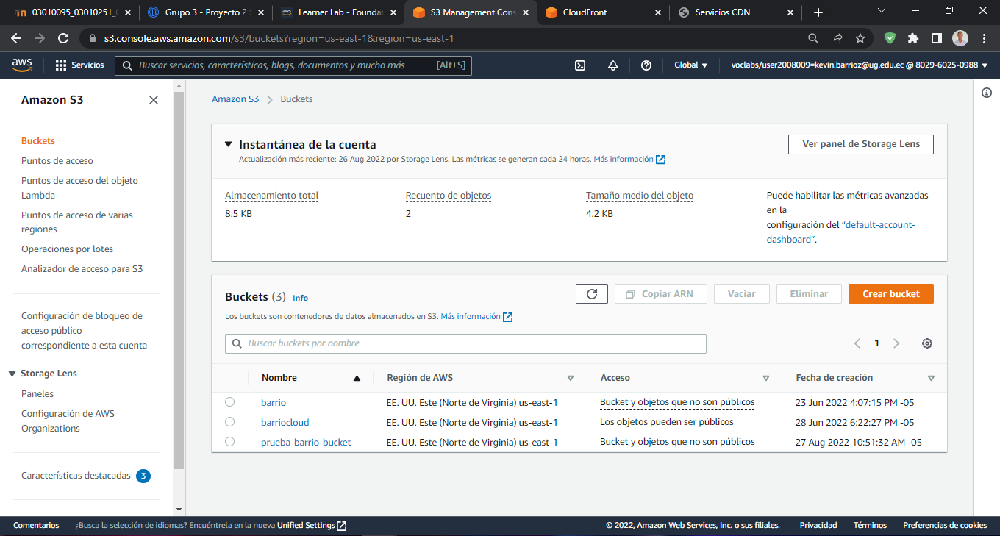 03010095_03010251_
Grupo 3 - Proyecto 2
Learner Lab - Founda
S3 Management Cons
CloudFront
Servicios CDN
s3.console.aws.amazon.com/s3/buckets?region=us-east-1&region=us-east-1
aws
Servicios
Buscar servicios, características, blogs, documentos y mucho más
[Alt+S]
Global
voclabs/user2008009=kevin.barrioz@ug.edu.ec @ 8029-6025-0988
Amazon S3
Buckets
Puntos de acceso
Puntos de acceso del objeto
Lambda
Puntos de acceso de varias
regiones
Operaciones por lotes
Analizador de acceso para S3
Configuración de bloqueo de
acceso público
correspondiente a esta cuenta
Storage Lens
Paneles
Configuración de AWS
Organizations
Características destacadas 3
Amazon S3 > Buckets
Instantánea de la cuenta
Actualización más reciente: 26 Aug 2022 por Storage Lens. Las métricas se generan cada 24 horas. Más información
Ver panel de Storage Lens
Almacenamiento total
8.5 KB
Recuento de objetos
2
Tamaño medio del objeto
4.2 KB
Puede habilitar las métricas avanzadas
en la
configuración del "default-account-
dashboard".
Buckets (3) Info
Los buckets son contenedores de datos almacenados en S3. Más información
Copiar ARN
Vaciar
Eliminar
Crear bucket
Buscar buckets por nombre
1
Nombre Región de AWS Acceso Fecha de creación
barrio EE. UU. Este (Norte de Virginia) us-east-1 Bucket y objetos que no son públicos 23 Jun 2022 4:07:15 PM -05
barriocloud EE. UU. Este (Norte de Virginia) us-east-1 Los objetos pueden ser públicos 28 Jun 2022 6:22:27 PM -05
prueba-barrio-bucket EE. UU. Este (Norte de Virginia) us-east-1 Bucket y objetos que no son públicos 27 Aug 2022 10:51:32 AM -05
Comentarios
¿Busca la selección de idiomas? Encuéntrela en la nueva Unified Settings
© 2022, Amazon Web Services, Inc. o sus filiales.
Privacidad
Términos
Preferencias de cookies